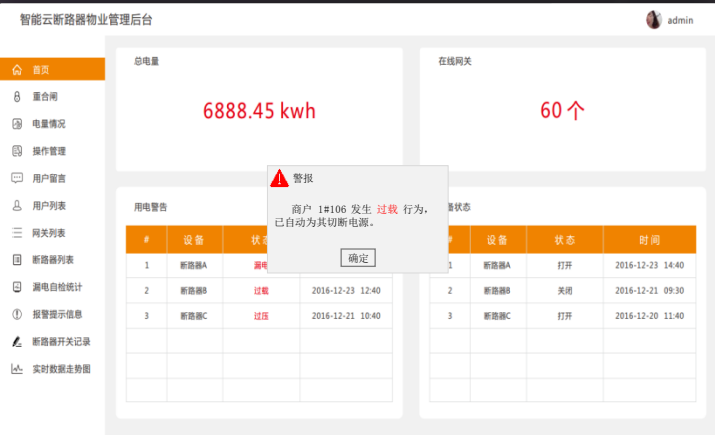 智能云断路器物业管理后台
admin
首页
重合闸
电量情况
操作管理
用户留言
用户列表
网关列表
断路器列表
漏电自检统计
报警提示信息
断路器开关记录
实时数据走势图
总电量
6888.45 kwh
在线网关
60 个
警报
商户 1#106 发生 过载 行为，
已自动为其切断电源。
确定
用电警告
# 设备 状态
1 断路器A 漏电
2 断路器B 过载 2016-12-23 12:40
3 断路器C 过压 2016-12-21 10:40
备状态
# 设备 状态 时间
1 断路器A 打开 2016-12-23 14:40
2 断路器B 关闭 2016-12-21 09:30
3 断路器C 打开 2016-12-20 11:40